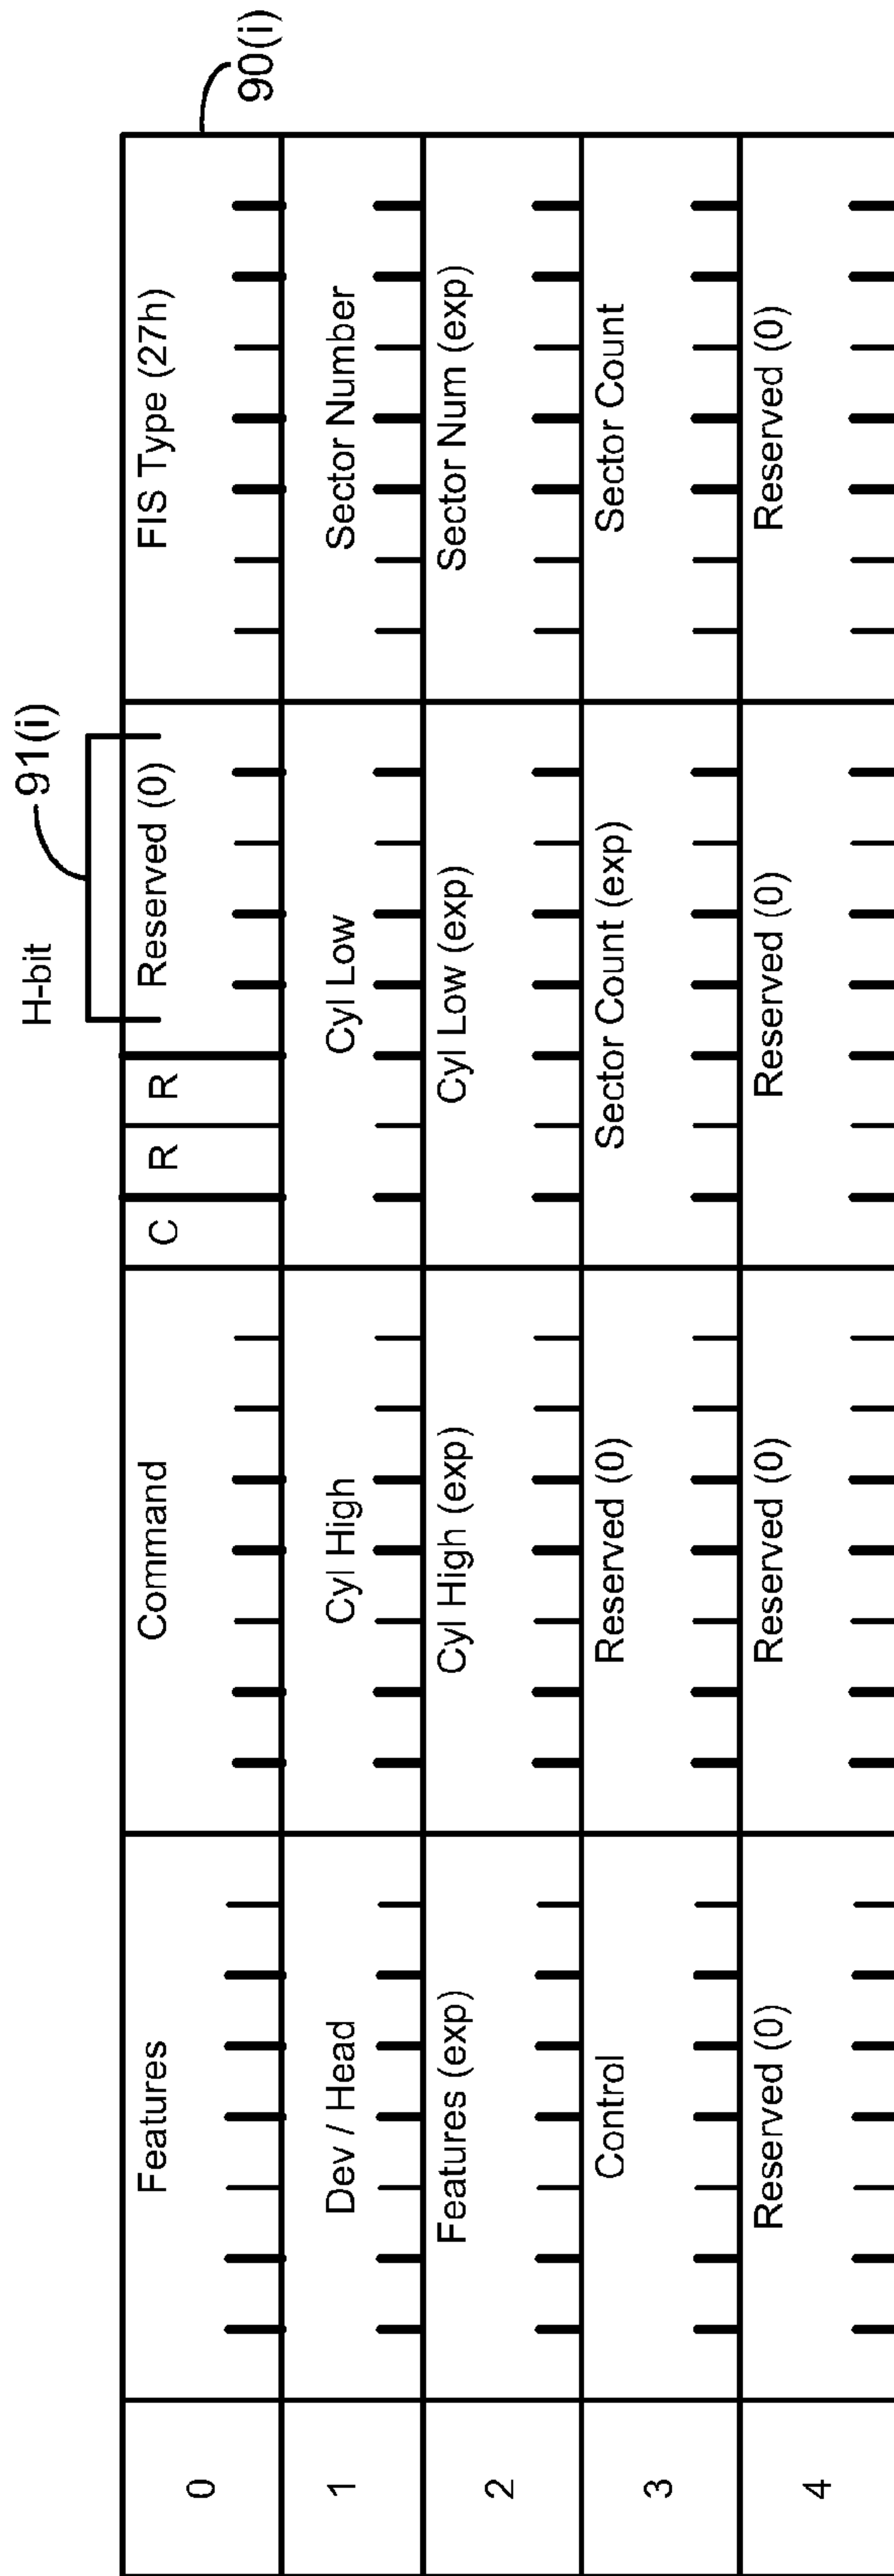 H-bit 91(i)
90(i)
0 Features Command C R R Reserved (0) FIS Type (27h)
1 Dev / Head Cyl High Cyl Low Sector Number
2 Features (exp) Cyl High (exp) Cyl Low (exp) Sector Num (exp)
3 Control Reserved (0) Sector Count (exp) Sector Count
4 Reserved (0) Reserved (0) Reserved (0) Reserved (0)